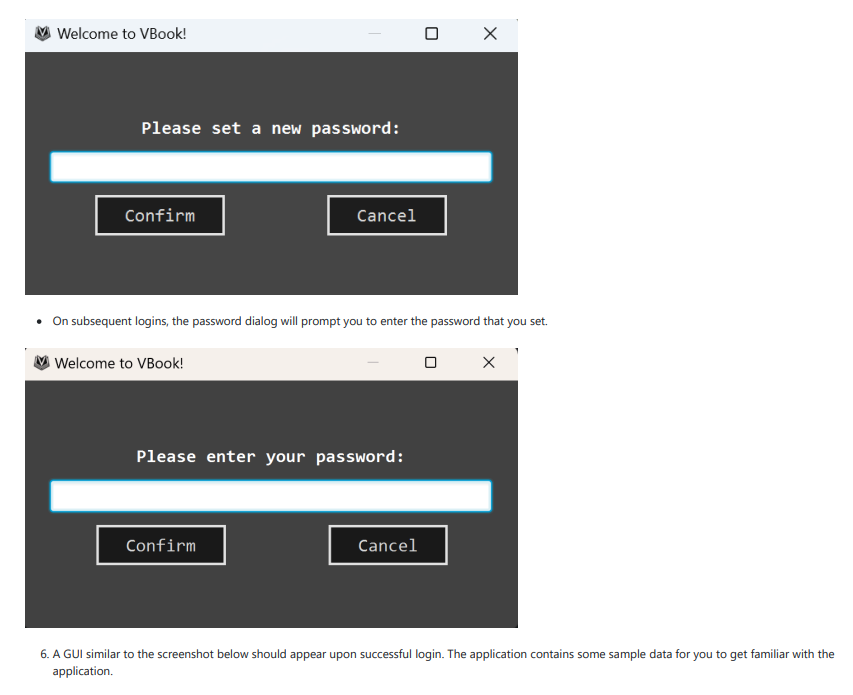 Welcome to VBook!
Please set a new password:
Confirm Cancel
On subsequent logins, the password dialog will prompt you to enter the password that you set.
Welcome to VBook!
Please enter your password:
Confirm Cancel
6. A GUI similar to the screenshot below should appear upon successful login. The application contains some sample data for you to get familiar with the
application.